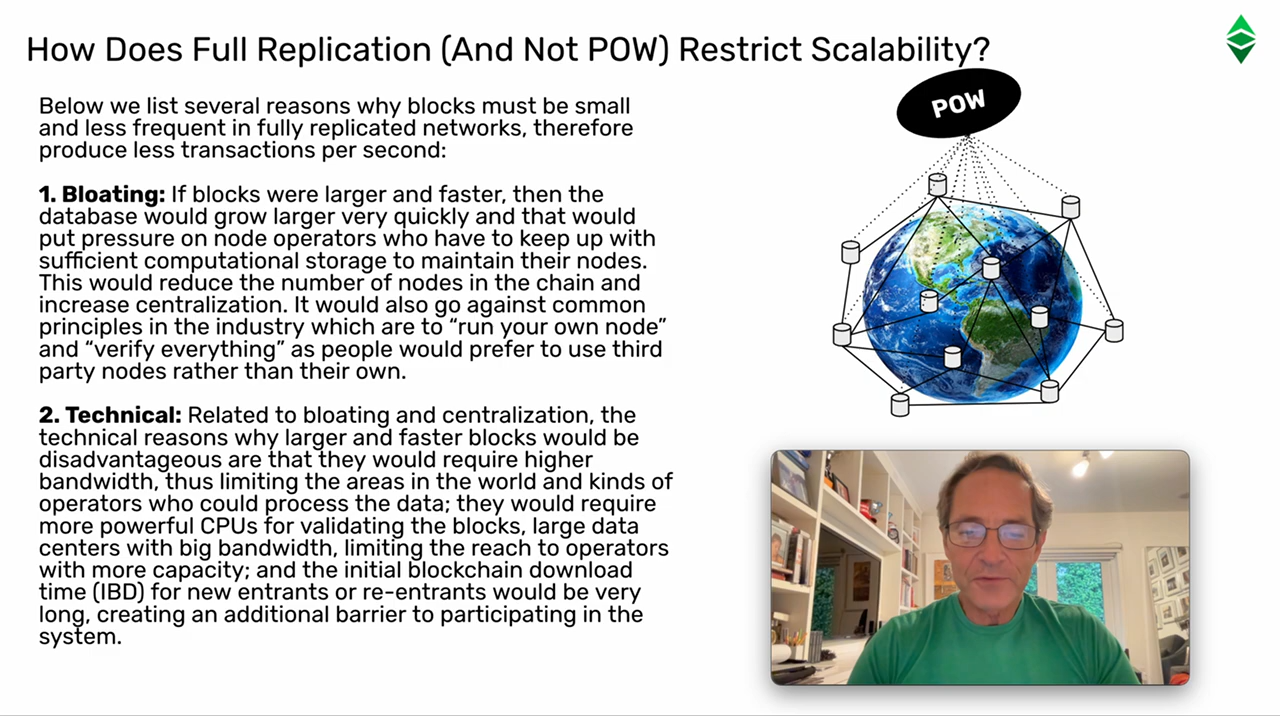 How Does Full Replication (And Not POW) Restrict Scalability?
POW
Below we list several reasons why blocks must be small
and less frequent in fully replicated networks, therefore
produce less transactions per second:
1. Bloating: If blocks were larger and faster, then the
database would grow larger very quickly and that would
put pressure on node operators who have to keep up with
sufficient computational storage to maintain their nodes.
This would reduce the number of nodes in the chain and
increase centralization. It would also go against common
principles in the industry which are to “run your own node”
and “verify everything” as people would prefer to use third
party nodes rather than their own.
2. Technical: Related to bloating and centralization, the
technical reasons why larger and faster blocks would be
disadvantageous are that they would require higher
bandwidth, thus limiting the areas in the world and kinds of
operators who could process the data; they would require
more powerful CPUs for validating the blocks, large data
centers with big bandwidth, limiting the reach to operators
with more capacity; and the initial blockchain download
time (IBD) for new entrants or re-entrants would be very
long, creating an additional barrier to participating in the
system.